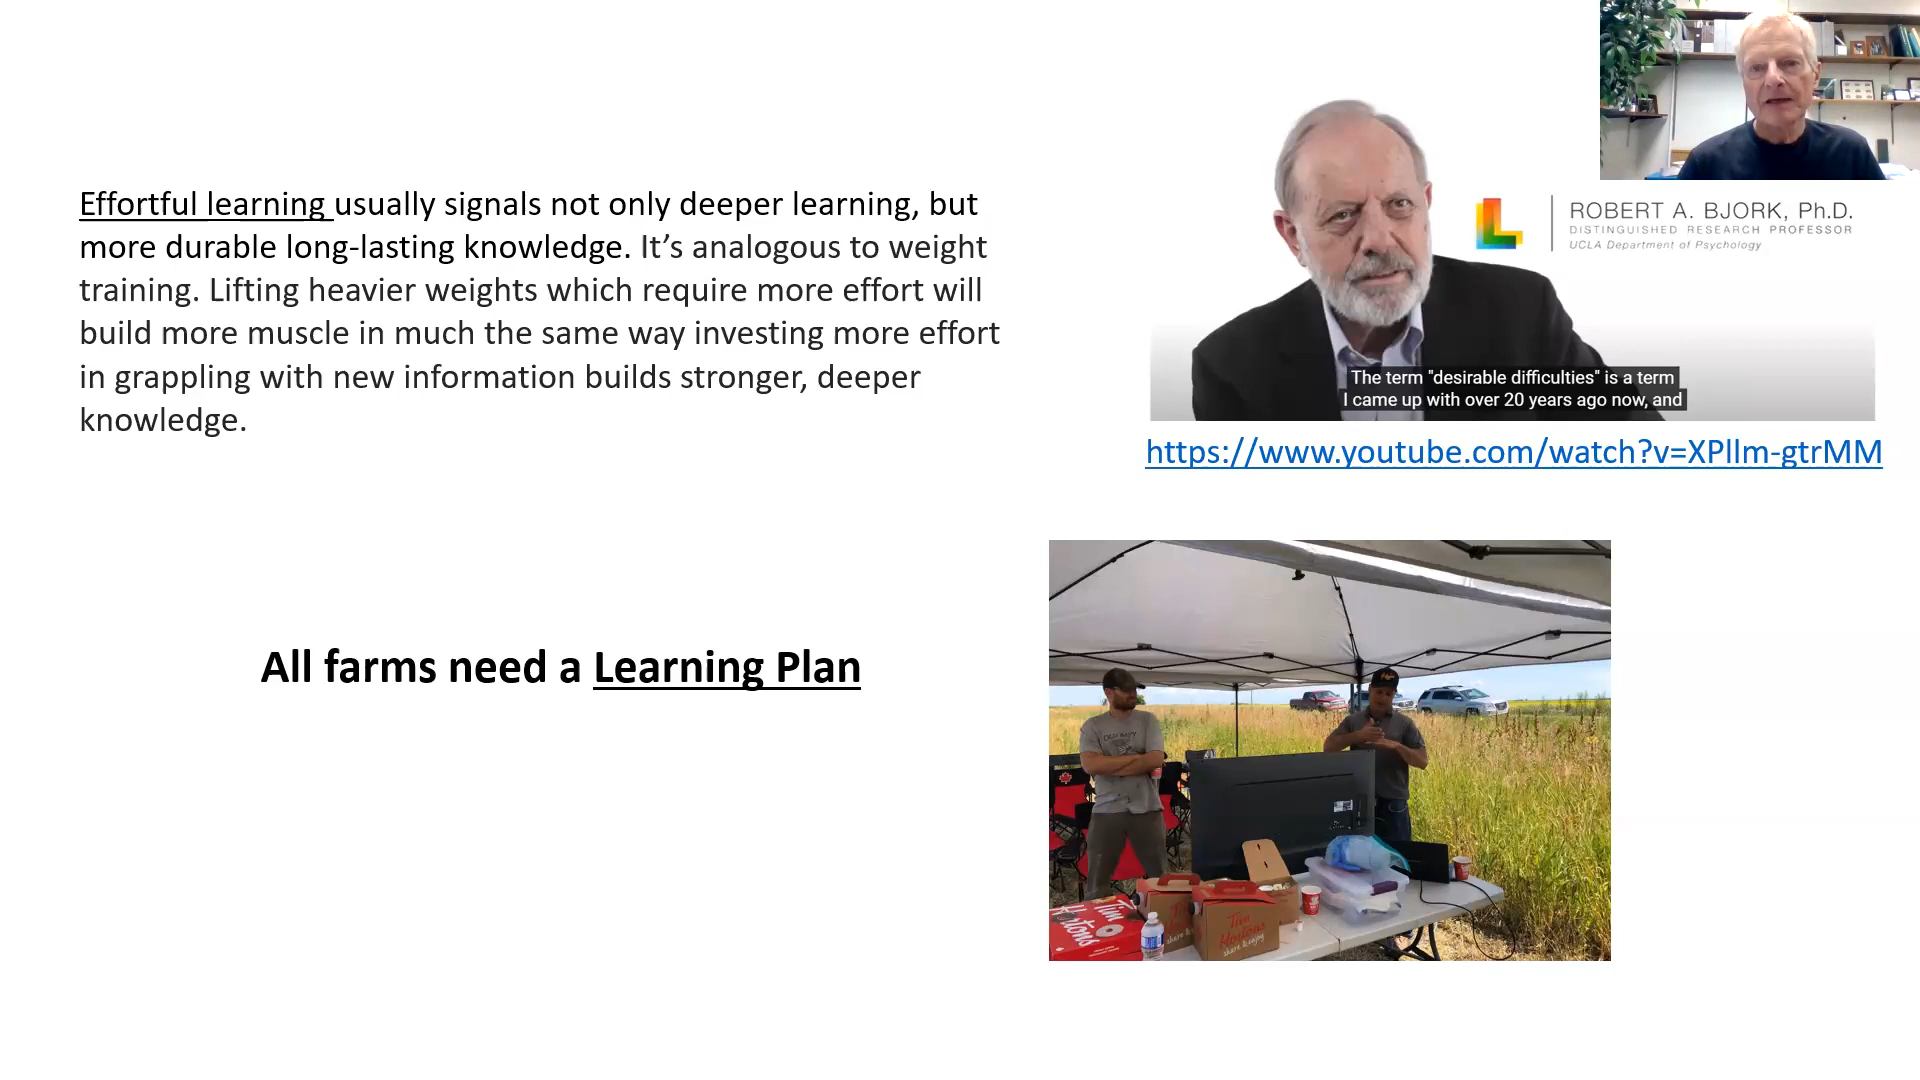 Effortful learning usually signals not only deeper learning, but
more durable long-lasting knowledge. It’s analogous to weight
training. Lifting heavier weights which require more effort will
build more muscle in much the same way investing more effort
in grappling with new information builds stronger, deeper
knowledge.
ROBERT A. BJORK, Ph.D.
DISTINGUISHED RESEARCH PROFESSOR
UCLA Department of Psychology
The term "desirable difficulties" is a term
I came up with over 20 years ago now, and
https://www.youtube.com/watch?v=XPllm-gtrMM
All farms need a Learning Plan
Tim
Hortons
Tim
Hortons
share & enjoy